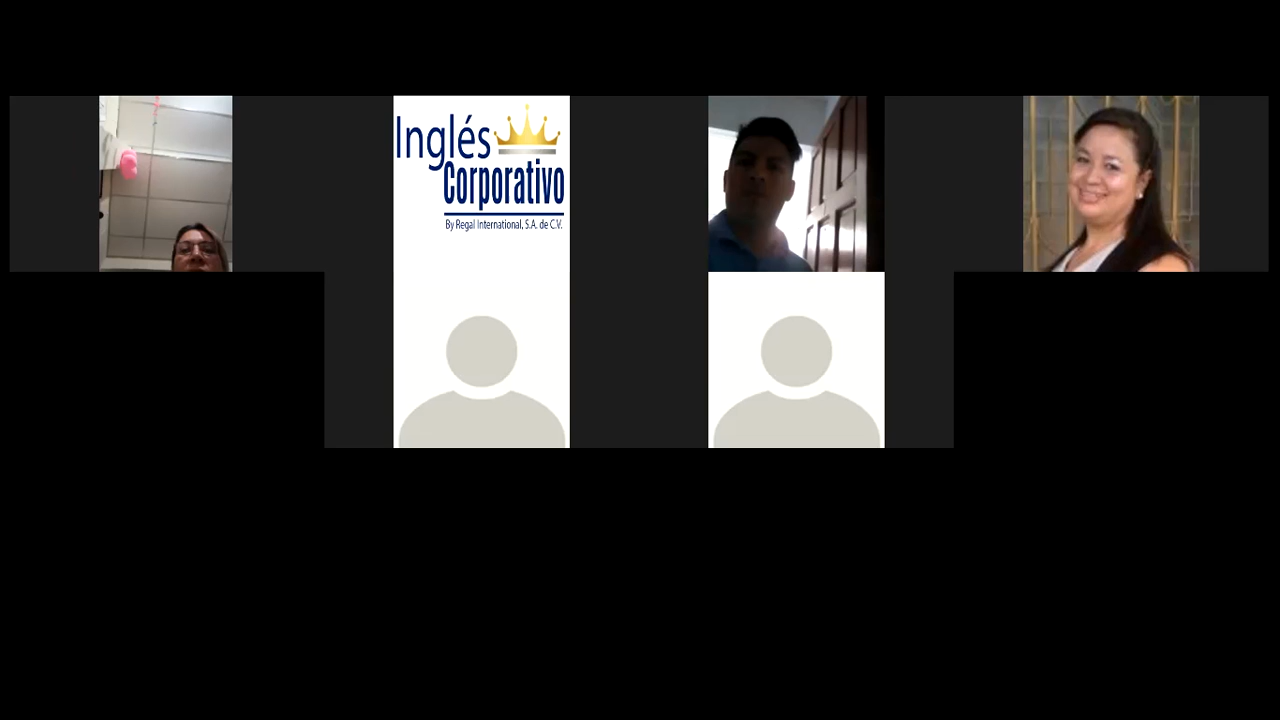 Inglés
Corporativo
By Regal International, S.A. de C.V.